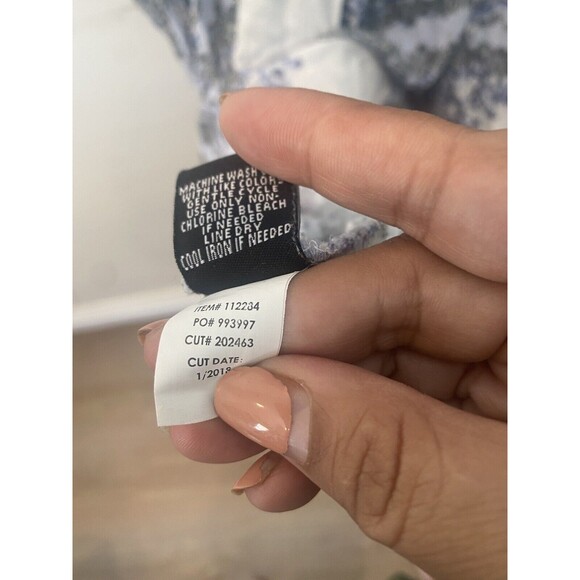 MACHINE WASH
WITH LIKE COLORS
GENTLE CYCLE
USE ONLY NON-
CHLORINE BLEACH
IF NEEDED
LINE DRY
COOL IRON IF NEEDED
ITEM# 112234
PO# 993997
CUT# 202463
CUT DATE:
1/2018